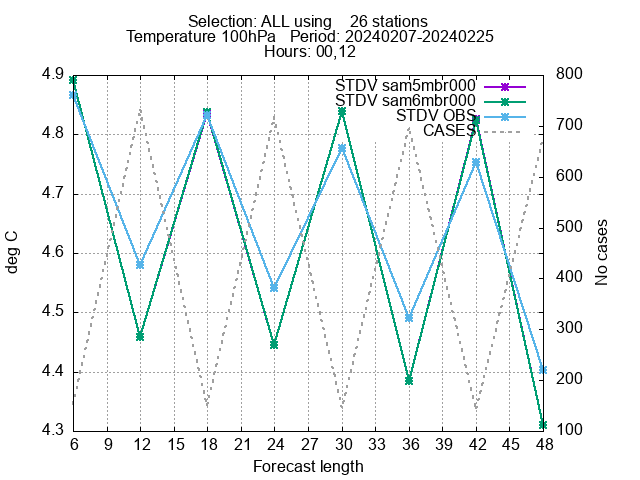 Selection: ALL using    26 stations
Temperature 100hPa   Period: 20240207-20240225
Hours: 00,12
4.9
4.8
4.7
4.6
4.5
4.4
4.3
deg C
STDV sam5mbr000
STDV sam6mbr000
STDV OBS
CASES
800
700
600
500
400
300
200
100
No cases
6 9 12 15 18 21 24 27 30 33 36 39 42 45 48
Forecast length